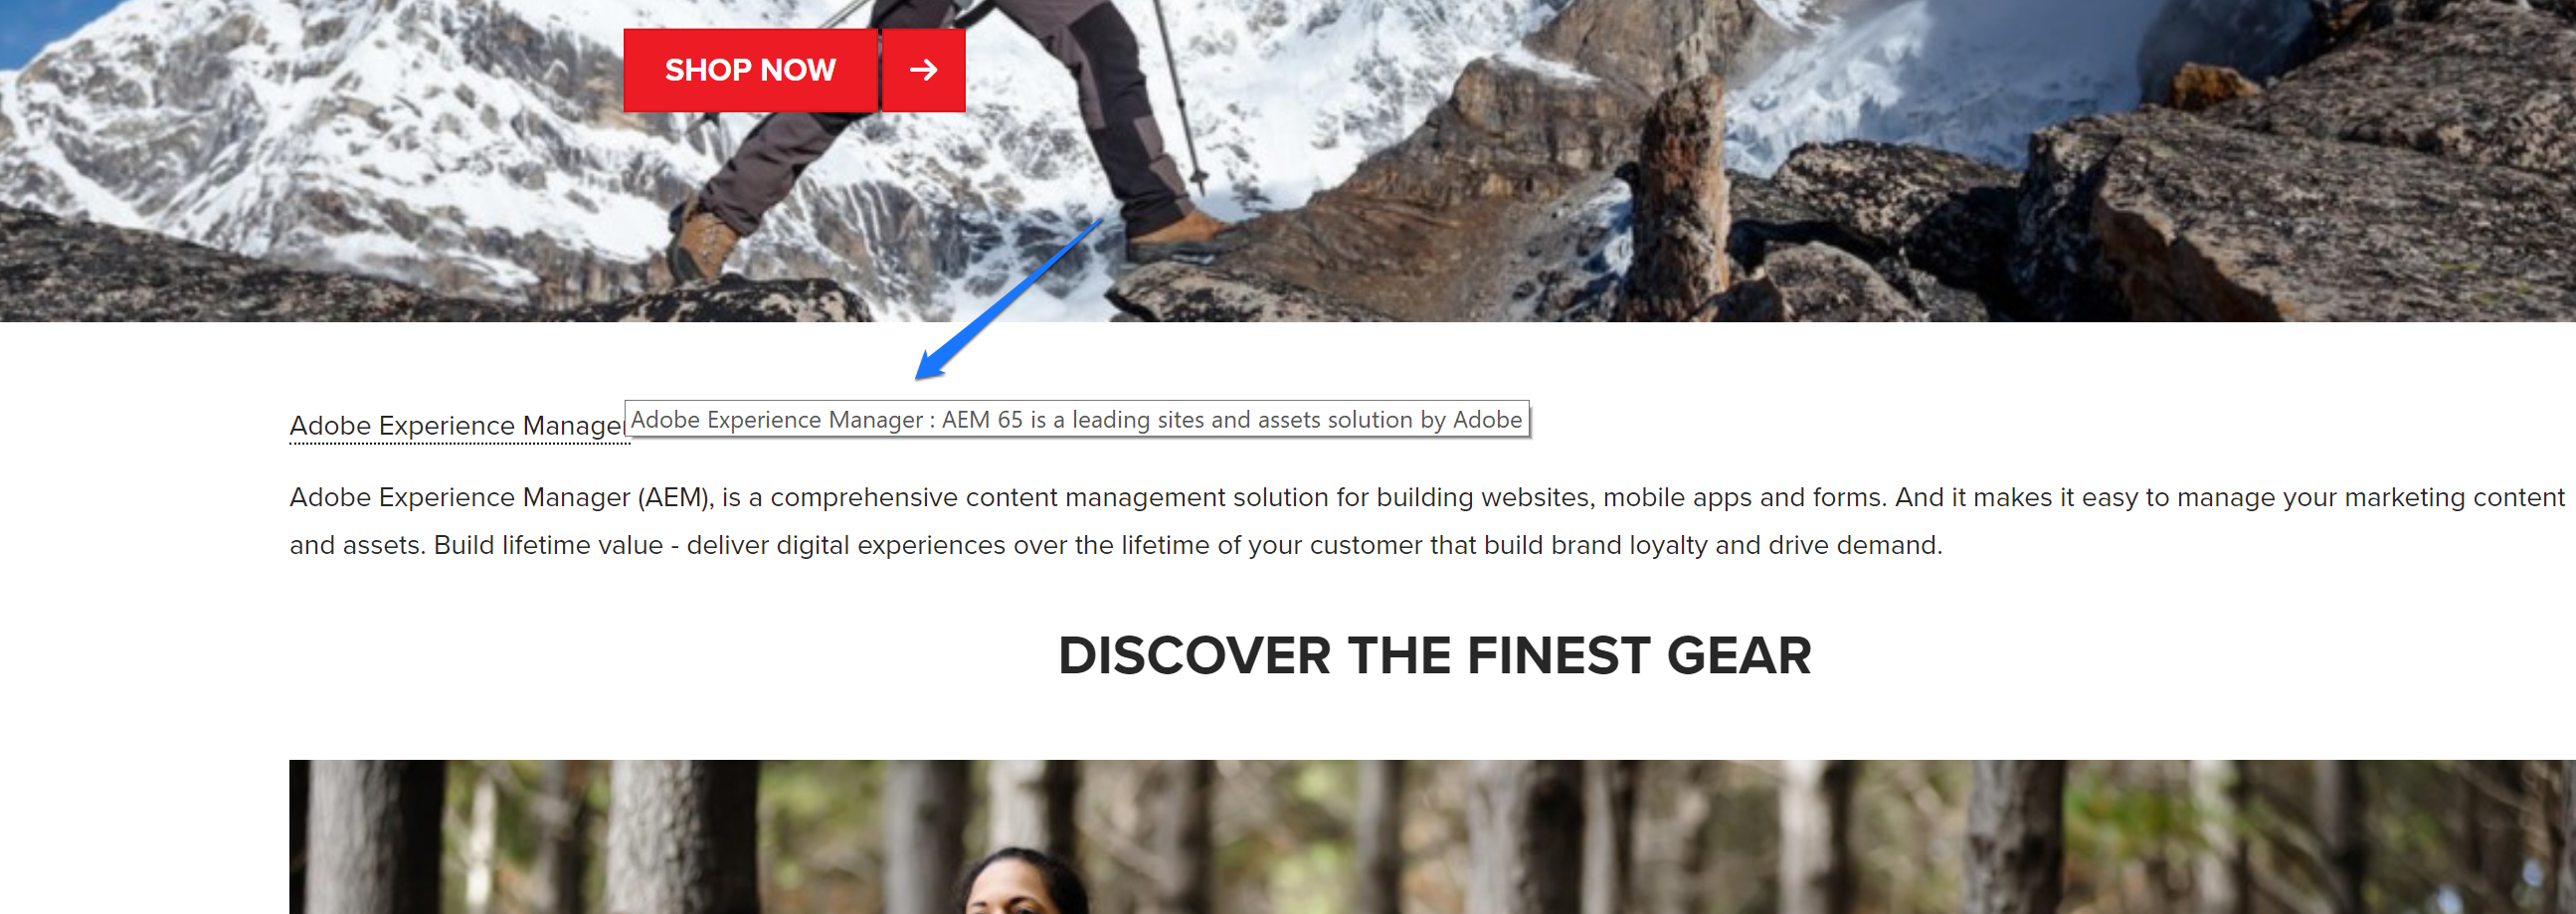 SHOP NOW
Adobe Experience Manager
Adobe Experience Manager : AEM 65 is a leading sites and assets solution by Adobe
Adobe Experience Manager (AEM), is a comprehensive content management solution for building websites, mobile apps and forms. And it makes it easy to manage your marketing content
and assets. Build lifetime value - deliver digital experiences over the lifetime of your customer that build brand loyalty and drive demand.
DISCOVER THE FINEST GEAR